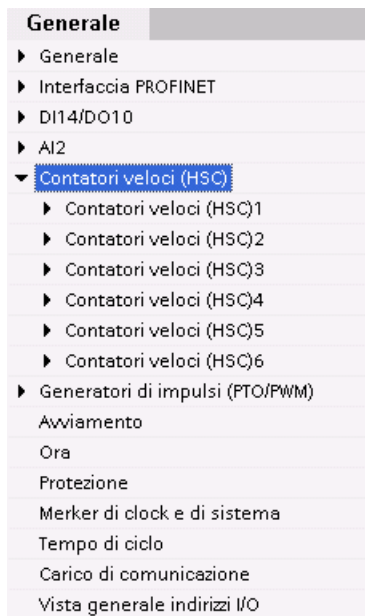 Generale
Generale
Interfaccia PROFINET
DI14/DO10
AI2
Contatori veloci (HSC)
Contatori veloci (HSC)1
Contatori veloci (HSC)2
Contatori veloci (HSC)3
Contatori veloci (HSC)4
Contatori veloci (HSC)5
Contatori veloci (HSC)6
Generatori di impulsi (PTO/PWM)
Avviamento
Ora
Protezione
Merker di clock e di sistema
Tempo di ciclo
Carico di comunicazione
Vista generale indirizzi I/O